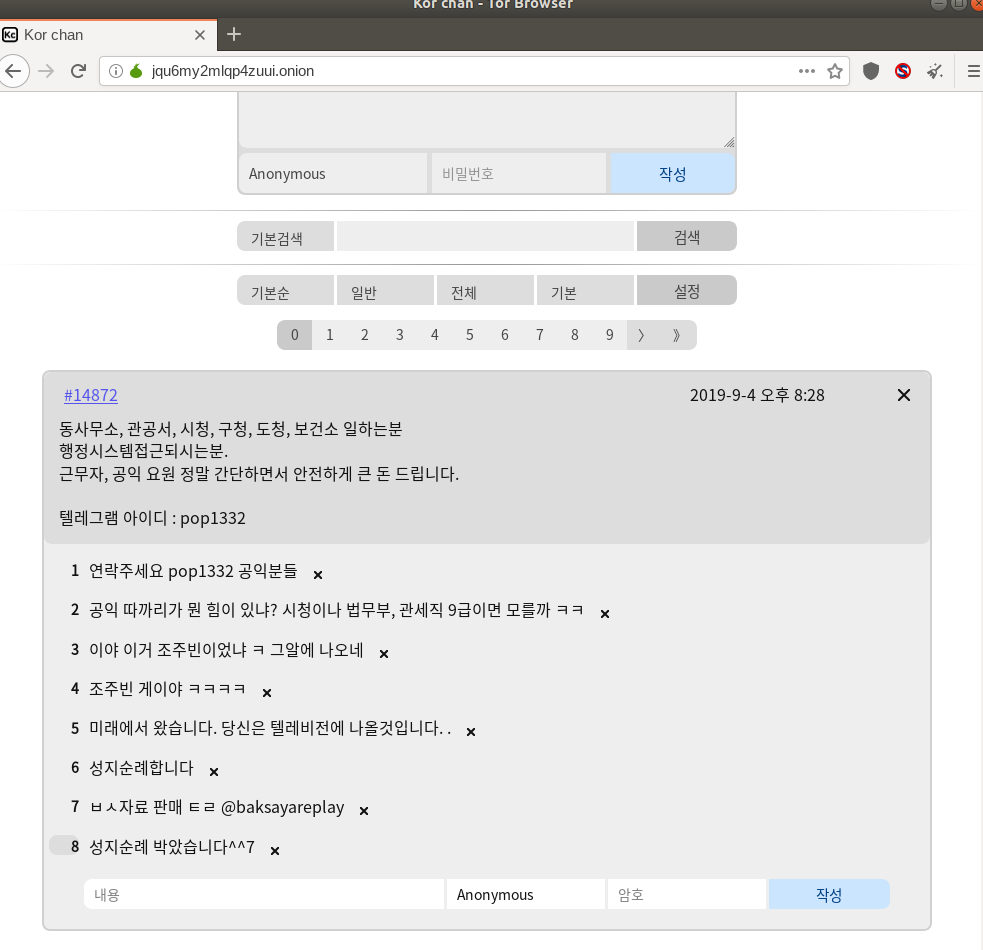 Kor chan - Tor Browser
Kc Kor chan
jqu6my2mlqp4zuui.onion
Anonymous 비밀번호 작성
기본검색 검색
기본순 일반 전체 기본 설정
0 1 2 3 4 5 6 7 8 9 〉 》
#14872 2019-9-4 오후 8:28
동사무소, 관공서, 시청, 구청, 도청, 보건소 일하는분
행정시스템접근되시는분.
근무자, 공익 요원 정말 간단하면서 안전하게 큰 돈 드립니다.
텔레그램 아이디 : pop1332
1 연락주세요 pop1332 공익분들
2 공익 따까리가 뭔 힘이 있냐? 시청이나 법무부, 관세직 9급이면 모를까 ㅋㅋ
3 이야 이거 조주빈이었냐 ㅋ 그알에 나오네
4 조주빈 게이야 ㅋㅋㅋㅋ
5 미래에서 왔습니다. 당신은 텔레비전에 나올것입니다. .
6 성지순례합니다
7 ㅂㅅ자료 판매 ㅌㄹ @baksayareplay
8 성지순례 박았습니다^^7
내용 Anonymous 암호 작성